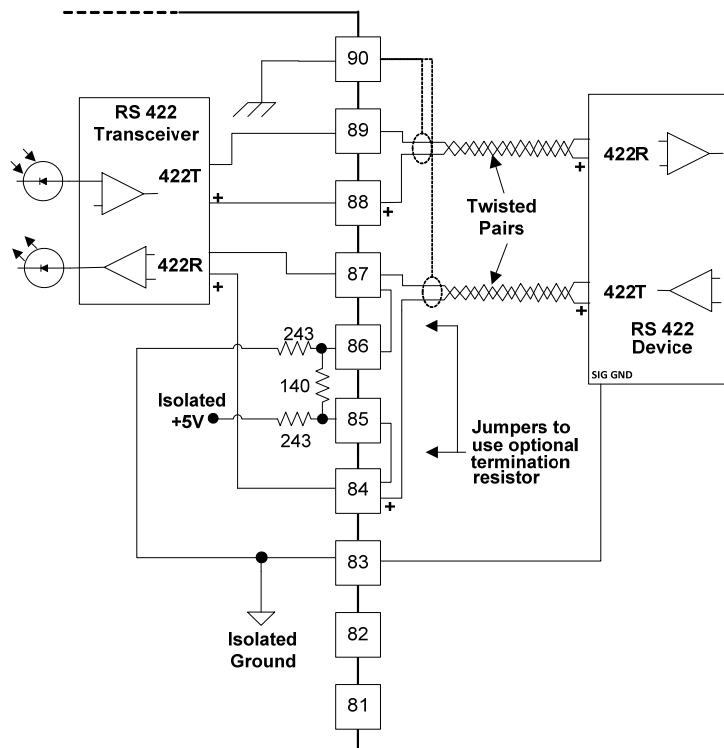 90
RS 422
Transceiver
89
422T
422R
+
88
+
+
Twisted
Pairs
422R
+
87
422T
+
RS 422
Device
243
86
140
SIG GND
Isolated
+5V
85
243
Jumpers to
use optional
termination
resistor
84
+
83
Isolated
Ground
82
81